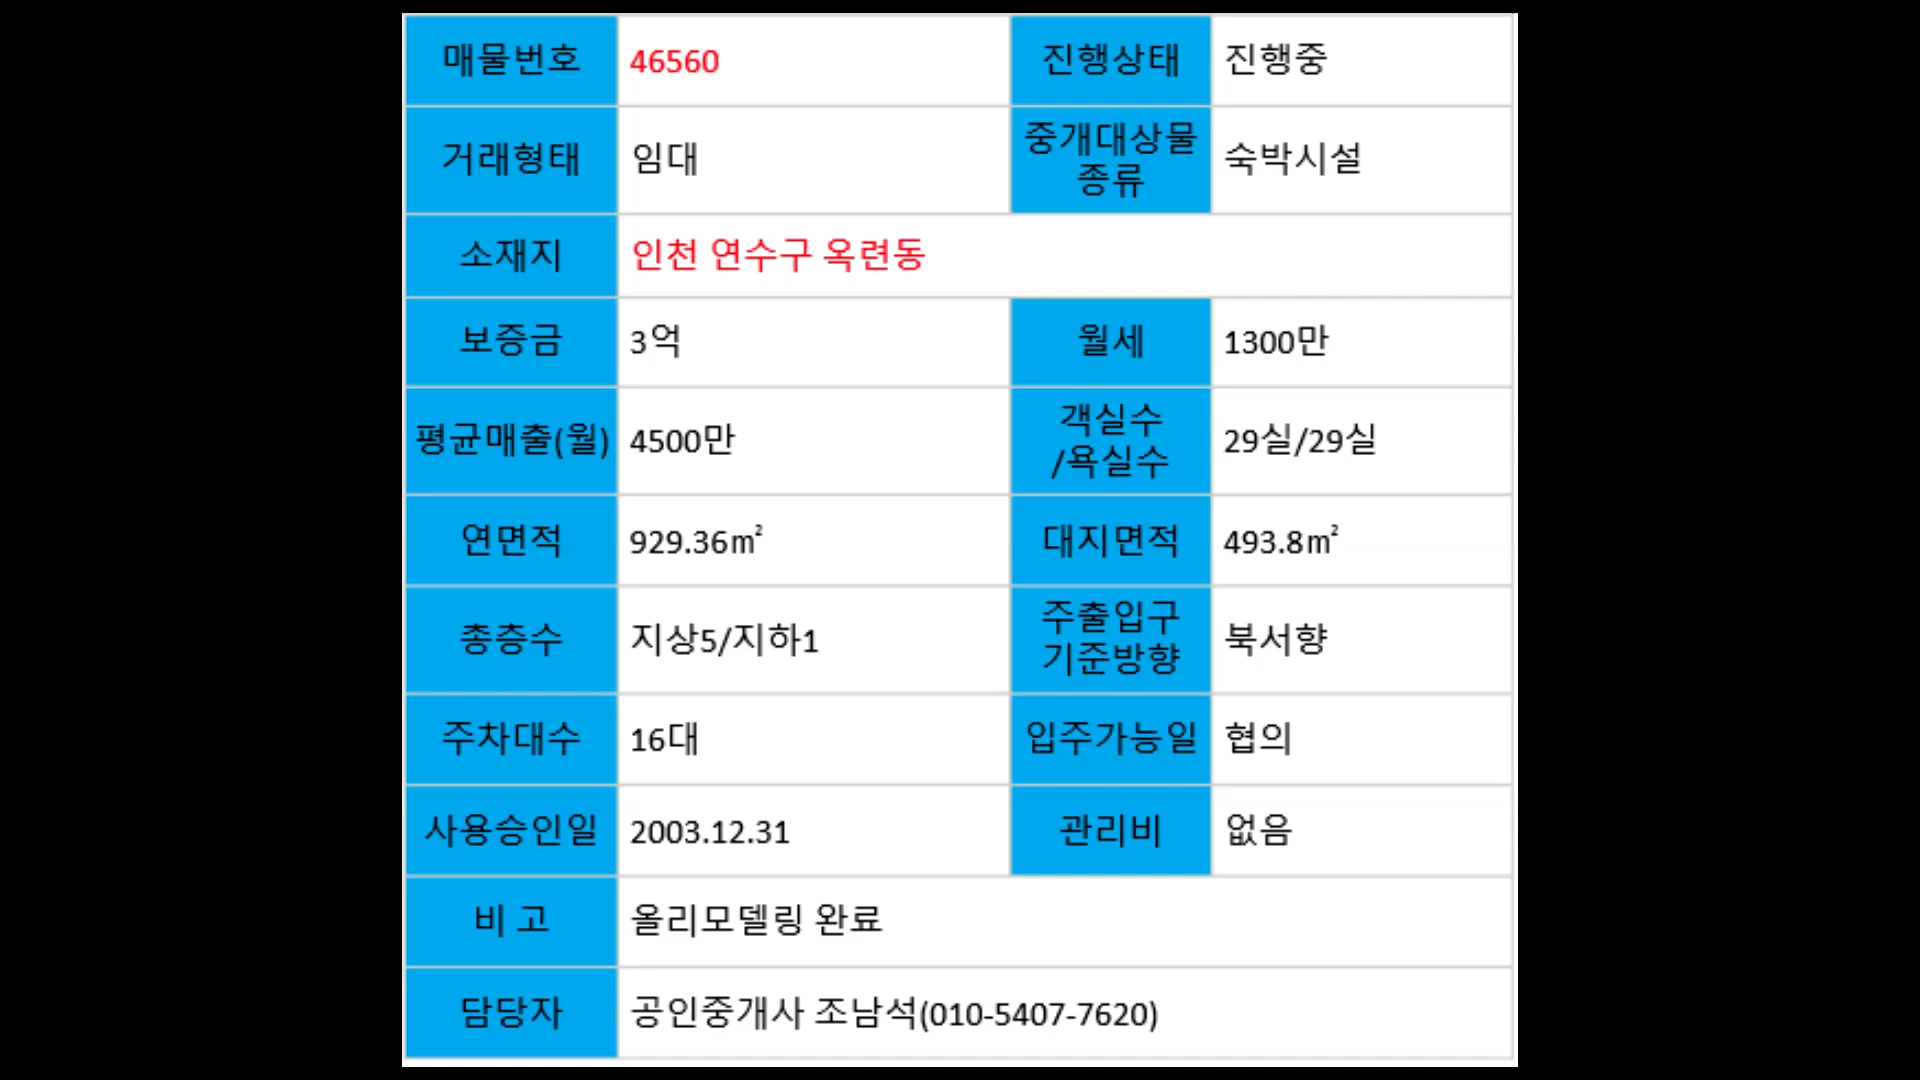 매물번호 46560 진행상태 진행중
거래형태 임대 중개대상물
종류 숙박시설
소재지 인천 연수구 옥련동
보증금 3억 월세 1300만
평균매출(월) 4500만 객실수
/욕실수 29실/29실
연면적 929.36㎡ 대지면적 493.8㎡
총층수 지상5/지하1 주출입구
기준방향 북서향
주차대수 16대 입주가능일 협의
사용승인일 2003.12.31 관리비 없음
비 고 올리모델링 완료
담당자 공인중개사 조남석(010-5407-7620)